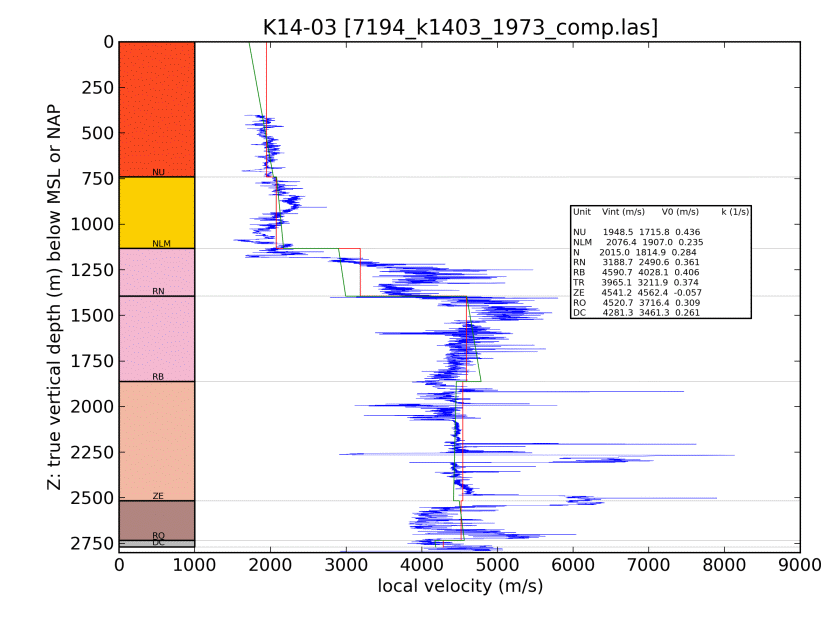 K14-03 [7194_k1403_1973_comp.las]
Z: true vertical depth (m) below MSL or NAP
0
250
500
750
1000
1250
1500
1750
2000
2250
2500
2750
NU
NLM
RN
RB
ZE
RO
DC
Unit Vint (m/s) V0 (m/s) k (1/s)
NU 1948.5 1715.8 0.436
NLM 2076.4 1907.0 0.235
N 2015.0 1814.9 0.284
RN 3188.7 2490.6 0.361
RB 4590.7 4028.1 0.406
TR 3965.1 3211.9 0.374
ZE 4541.2 4562.4 -0.057
RO 4520.7 3716.4 0.309
DC 4281.3 3461.3 0.261
0 1000 2000 3000 4000 5000 6000 7000 8000 9000
local velocity (m/s)